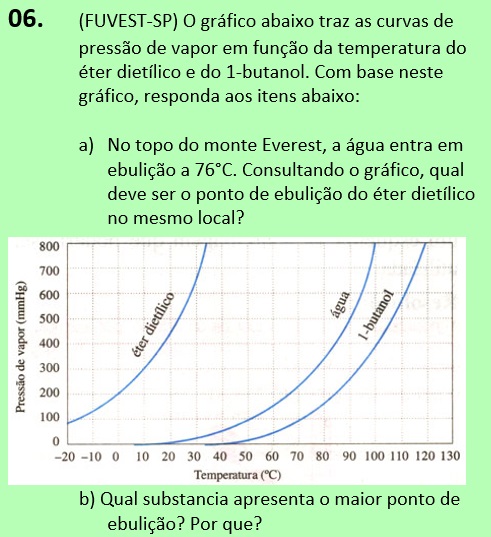 06. (FUVEST-SP) O gráfico abaixo traz as curvas de
pressão de vapor em função da temperatura do
éter dietílico e do 1-butanol. Com base neste
gráfico, responda aos itens abaixo:
a) No topo do monte Everest, a água entra em
ebulição a 76°C. Consultando o gráfico, qual
deve ser o ponto de ebulição do éter dietílico
no mesmo local?
Pressão de vapor (mmHg)
800
700
600
500
400
300
200
100
0
éter dietílico
água
1-butanol
-20 -10 0 10 20 30 40 50 60 70 80 90 100 110 120 130
Temperatura (ºC)
b) Qual substancia apresenta o maior ponto de
ebulição? Por que?